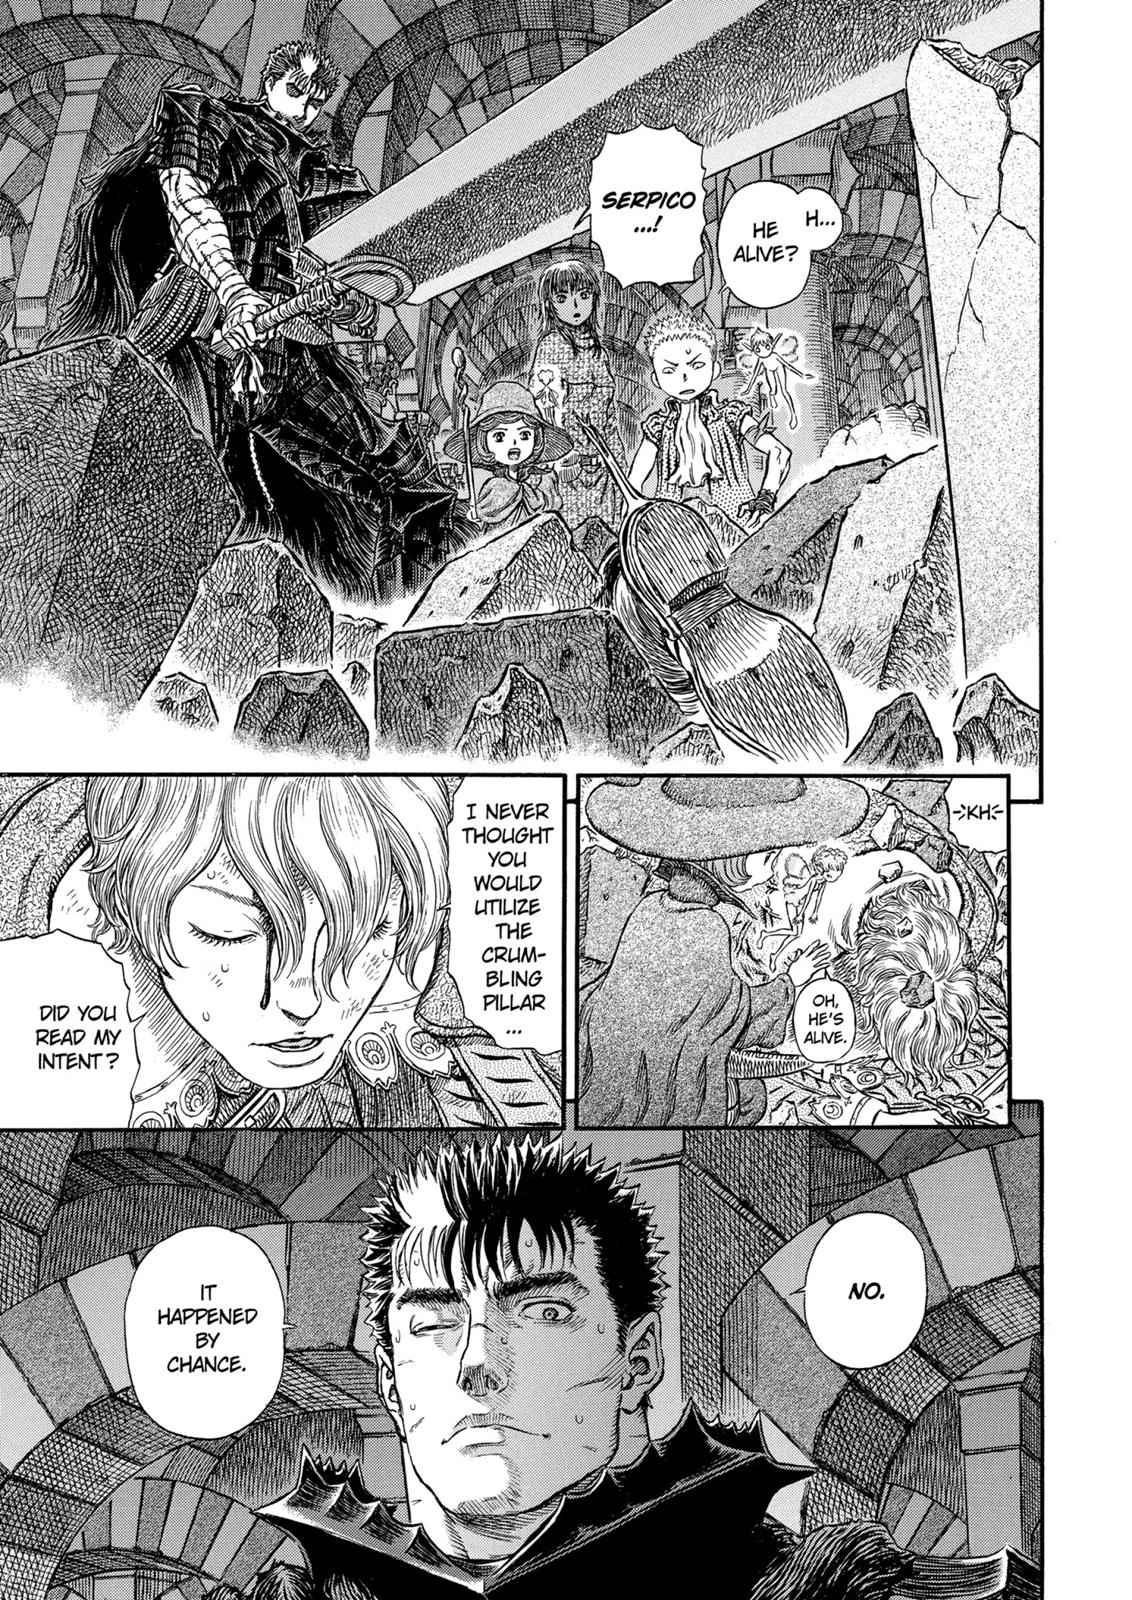 H...
HE
ALIVE?
SERPICO
...!
-KH-
OH,
HE'S
ALIVE.
I NEVER
THOUGHT
YOU
WOULD
UTILIZE
THE
CRUM-
BLING
PILLAR
...
DID YOU
READ MY
INTENT?
NO.
IT
HAPPENED
BY
CHANCE.